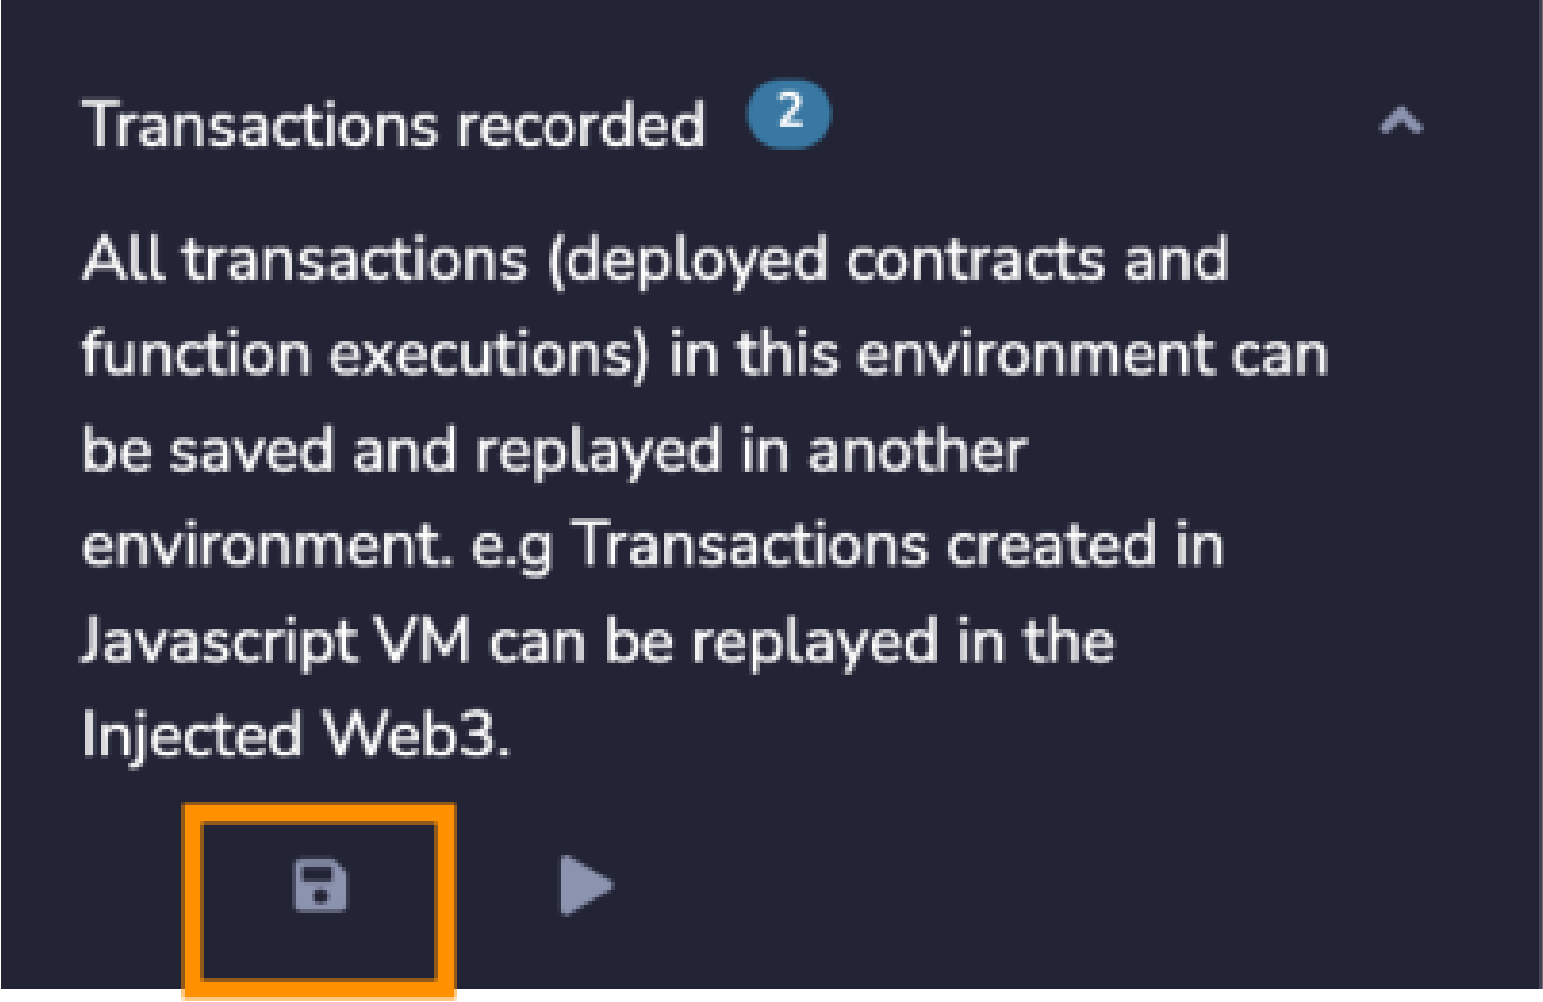 Transactions recorded 2
All transactions (deployed contracts and
function executions) in this environment can
be saved and replayed in another
environment. e.g Transactions created in
Javascript VM can be replayed in the
Injected Web3.